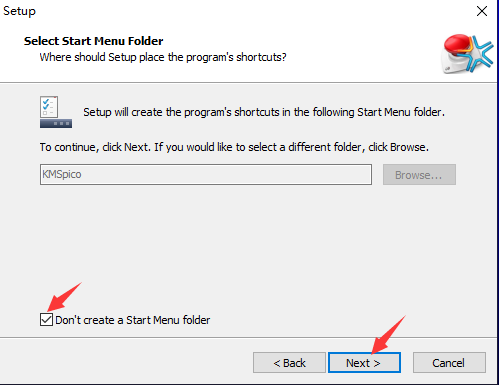 Setup
Select Start Menu Folder
Where should Setup place the program's shortcuts?
Setup will create the program's shortcuts in the following Start Menu folder.
To continue, click Next. If you would like to select a different folder, click Browse.
KMSpico
Browse...
Don't create a Start Menu folder
< Back
Next >
Cancel